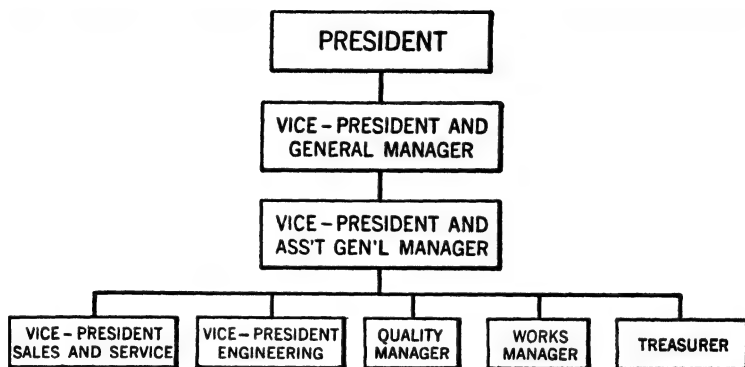 PRESIDENT
VICE – PRESIDENT AND
GENERAL MANAGER
VICE – PRESIDENT AND
ASS'T GEN'L MANAGER
VICE – PRESIDENT
SALES AND SERVICE
VICE – PRESIDENT
ENGINEERING
QUALITY
MANAGER
WORKS
MANAGER
TREASURER